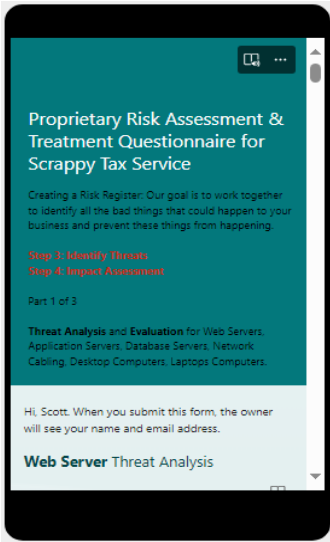 Proprietary Risk Assessment &
Treatment Questionnaire for
Scrappy Tax Service
Creating a Risk Register: Our goal is to work together
to identify all the bad things that could happen to your
business and prevent these things from happening.
Step 3: Identify Threats
Step 4: Impact Assessment
Part 1 of 3
Threat Analysis and Evaluation for Web Servers,
Application Servers, Database Servers, Network
Cabling, Desktop Computers, Laptops Computers.
Hi, Scott. When you submit this form, the owner
will see your name and email address.
Web Server Threat Analysis